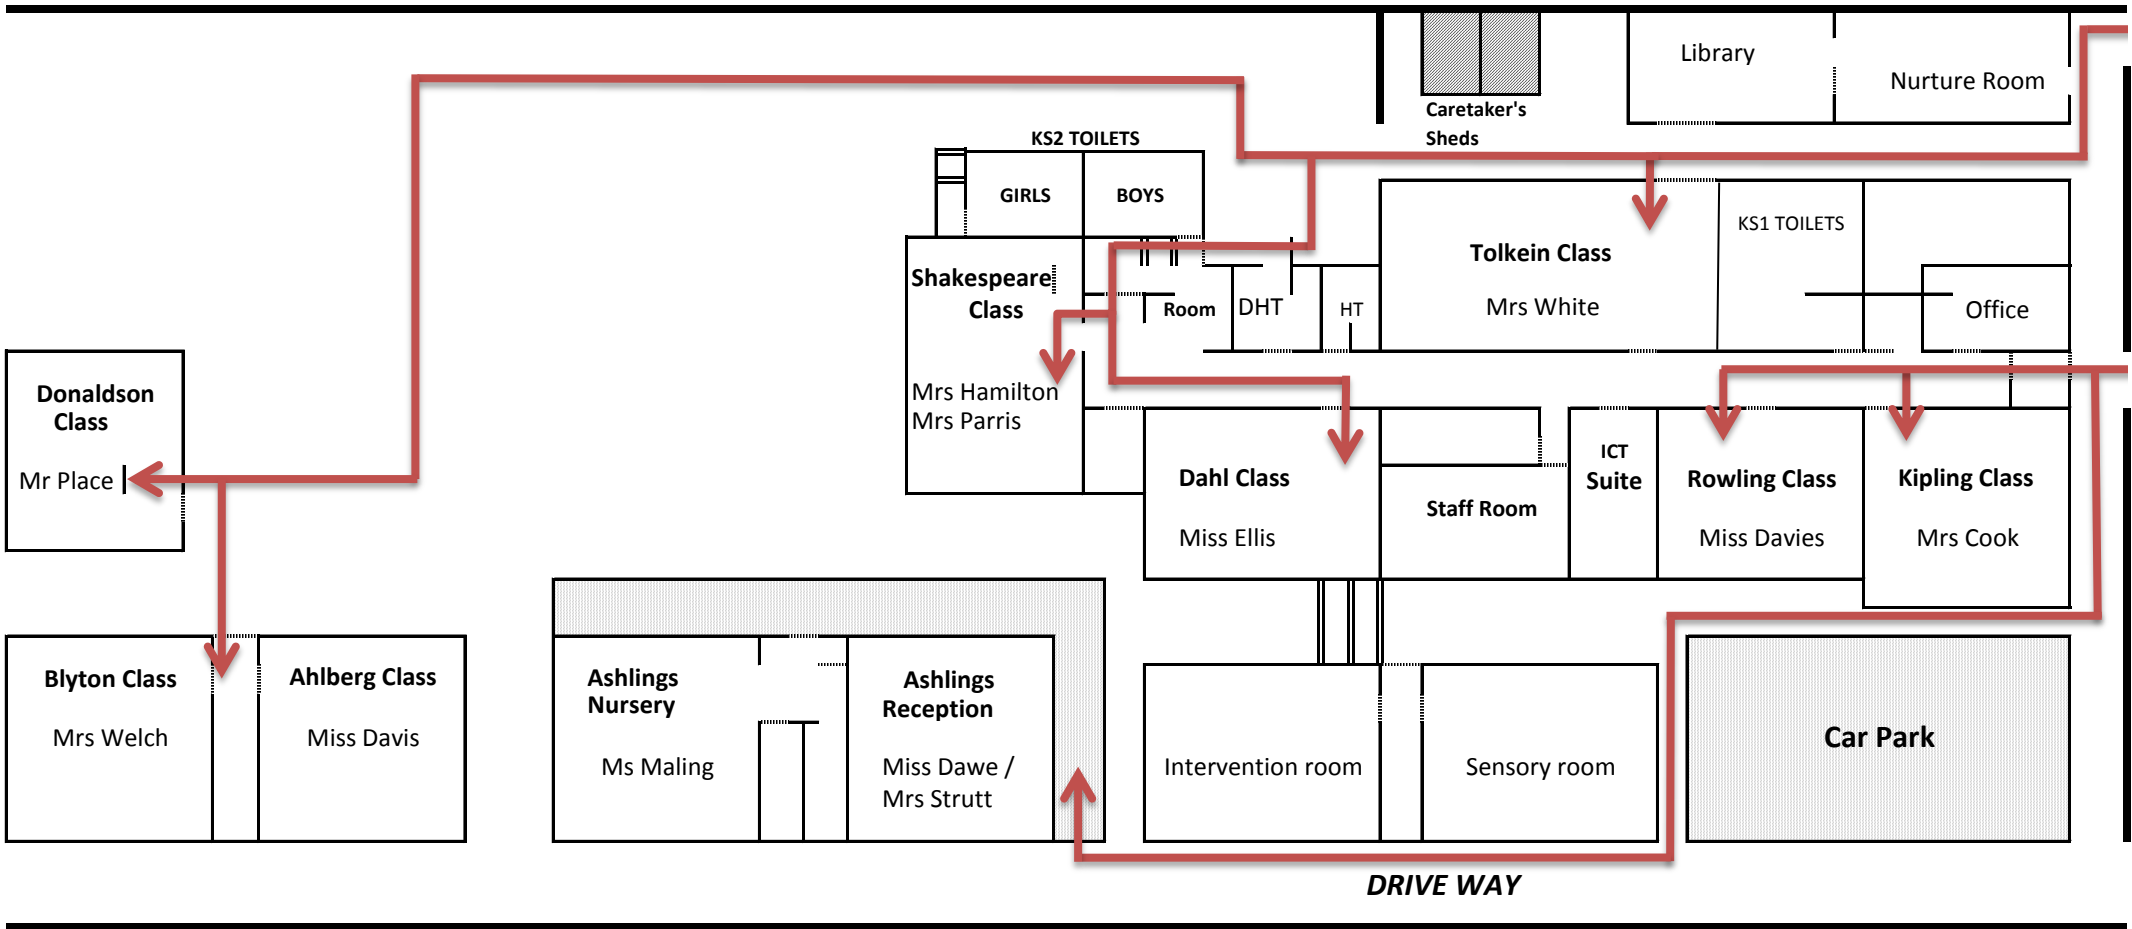 Library
Nurture Room
Caretaker's
Sheds
KS2 TOILETS
GIRLS
BOYS
KS1 TOILETS
Shakespeare
Class
Mrs Hamilton
Mrs Parris
Room
DHT
HT
Tolkein Class
Mrs White
Office
Donaldson
Class
Mr Place
Dahl Class
Miss Ellis
Staff Room
ICT
Suite
Rowling Class
Miss Davies
Kipling Class
Mrs Cook
Blyton Class
Mrs Welch
Ahlberg Class
Miss Davis
Ashlings
Nursery
Ms Maling
Ashlings
Reception
Miss Dawe /
Mrs Strutt
Intervention room
Sensory room
Car Park
DRIVE WAY